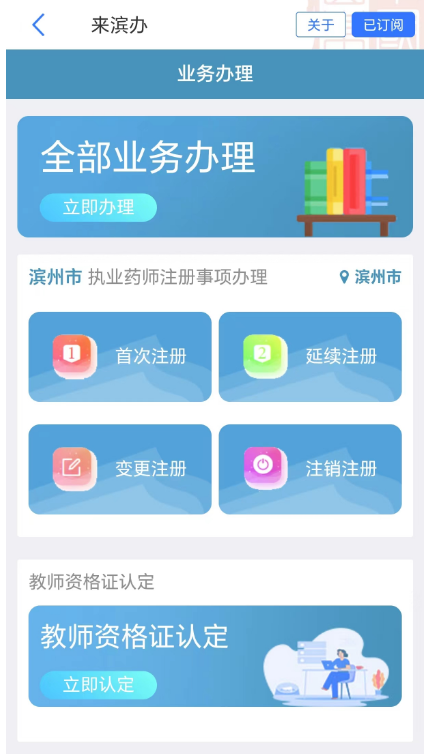 来滨办
关于
已订阅
业务办理
全部业务办理
立即办理
滨州市 执业药师注册事项办理 滨州市
1 首次注册
2 延续注册
变更注册
注销注册
教师资格证认定
教师资格证认定
立即认定